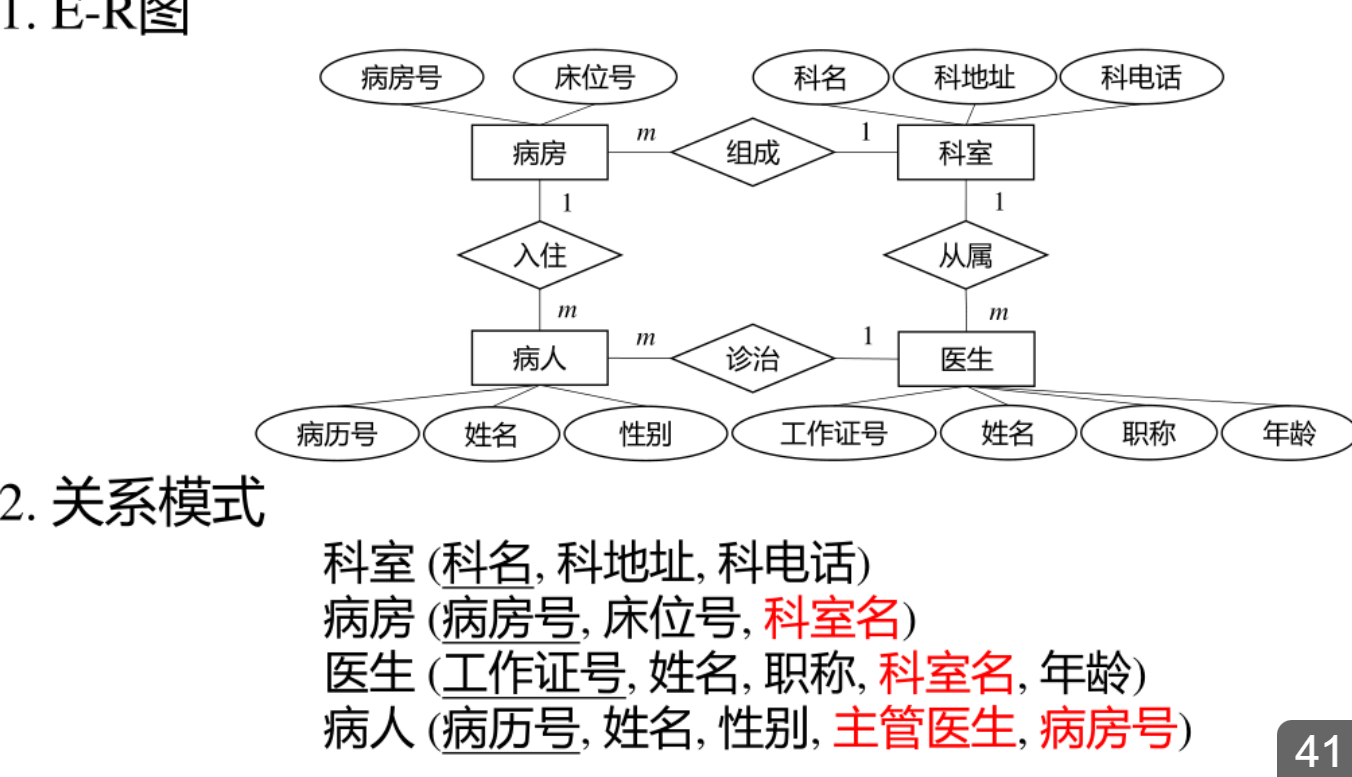 1. E-R图
病房号 床位号 科名 科地址 科电话
病房 m 组成 1 科室
1 1
入住 从属
m m
病人 m 诊治 1 医生
病历号 姓名 性别 工作证号 姓名 职称 年龄
2. 关系模式
科室 (科名, 科地址, 科电话)
病房 (病房号, 床位号, 科室名)
医生 (工作证号, 姓名, 职称, 科室名, 年龄)
病人 (病历号, 姓名, 性别, 主管医生, 病房号)
41